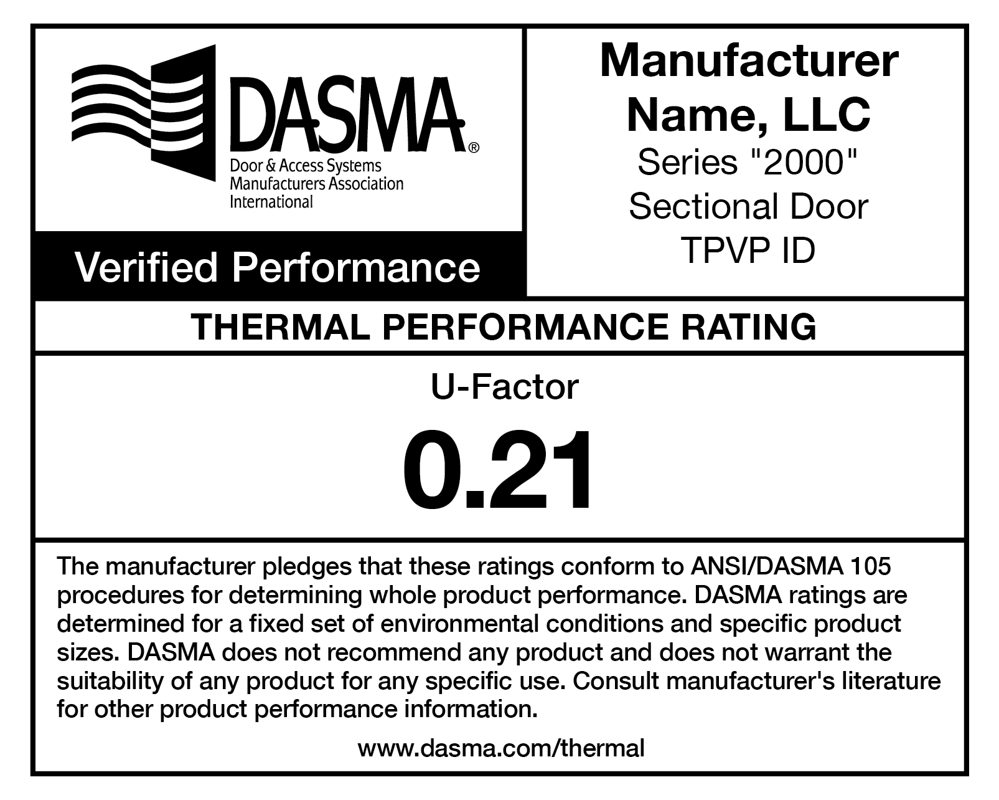 DASMA®
Door & Access Systems
Manufacturers Association
International
Verified Performance
Manufacturer
Name, LLC
Series "2000"
Sectional Door
TPVP ID
THERMAL PERFORMANCE RATING
U-Factor
0.21
The manufacturer pledges that these ratings conform to ANSI/DASMA 105
procedures for determining whole product performance. DASMA ratings are
determined for a fixed set of environmental conditions and specific product
sizes. DASMA does not recommend any product and does not warrant the
suitability of any product for any specific use. Consult manufacturer's literature
for other product performance information.
www.dasma.com/thermal